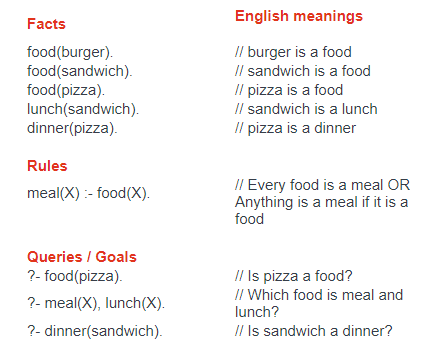 Facts English meanings
food(burger). // burger is a food
food(sandwich). // sandwich is a food
food(pizza). // pizza is a food
lunch(sandwich). // sandwich is a lunch
dinner(pizza). // pizza is a dinner
Rules
meal(X) :- food(X). // Every food is a meal OR
Anything is a meal if it is a
food
Queries / Goals
?- food(pizza). // Is pizza a food?
?- meal(X), lunch(X). // Which food is meal and
lunch?
?- dinner(sandwich). // Is sandwich a dinner?